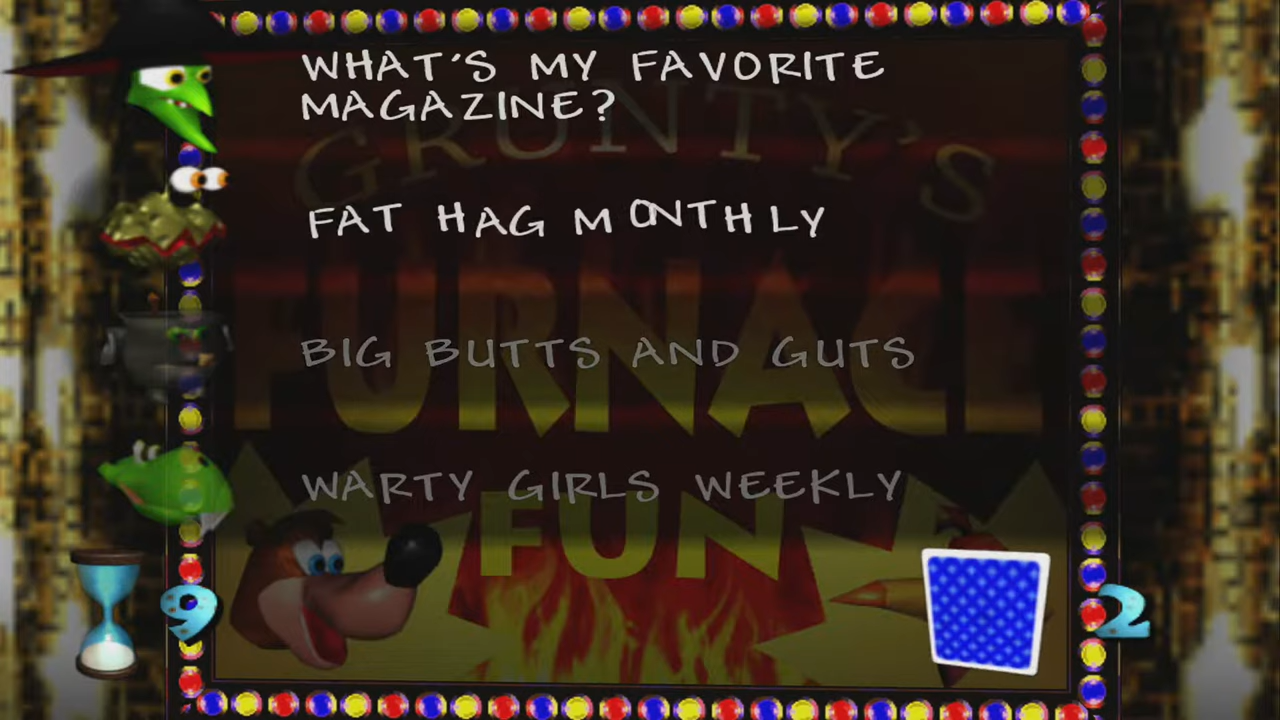 WHAT'S MY FAVORITE
MAGAZINE?
GRUNTY'S
FAT HAG MONTHLY
FURNACE
BIG BUTTS AND GUTS
WARTY GIRLS WEEKLY
FUN
9
2